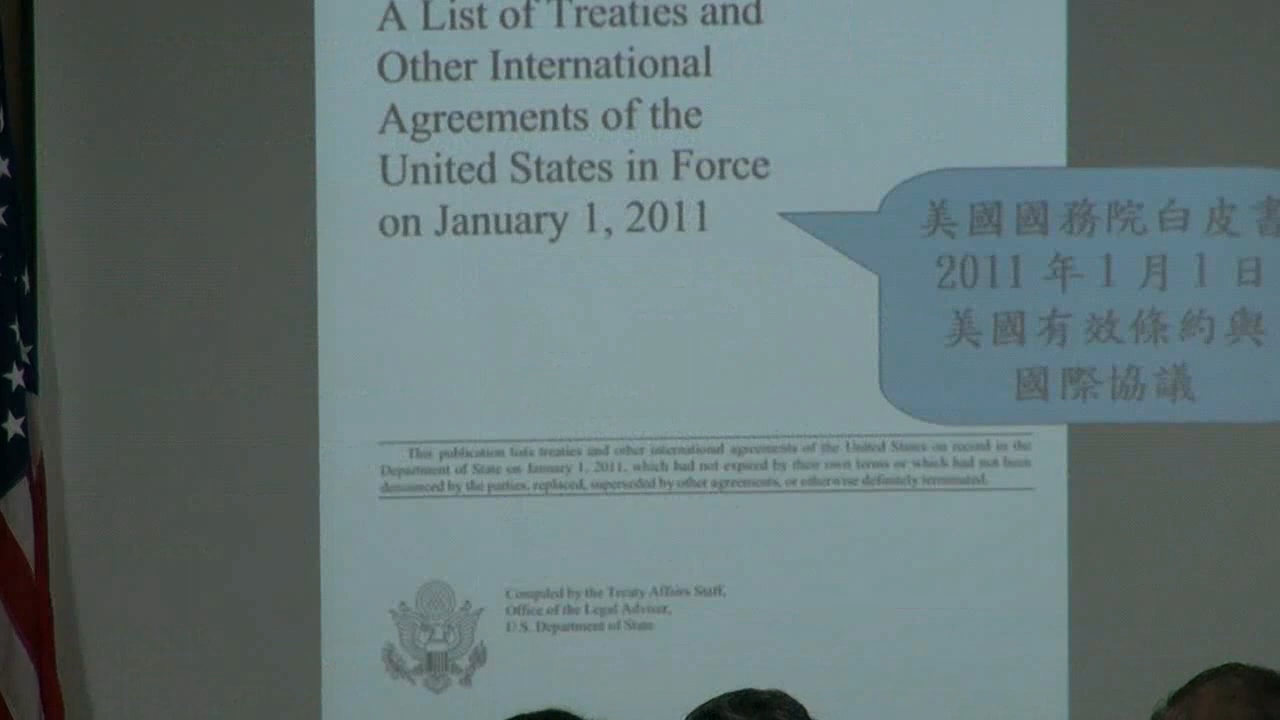 A List of Treaties and
Other International
Agreements of the
United States in Force
on January 1, 2011
美國國務院白皮書
2011 年 1 月 1 日
美國有效條約與
國際協議
This publication lists treaties and other international agreements of the United States on record in the
Department of State on January 1, 2011, which had not expired by their own terms or which had not been
denounced by the parties, replaced, superseded by other agreements, or otherwise definitely terminated.
Compiled by the Treaty Affairs Staff,
Office of the Legal Adviser,
U.S. Department of State